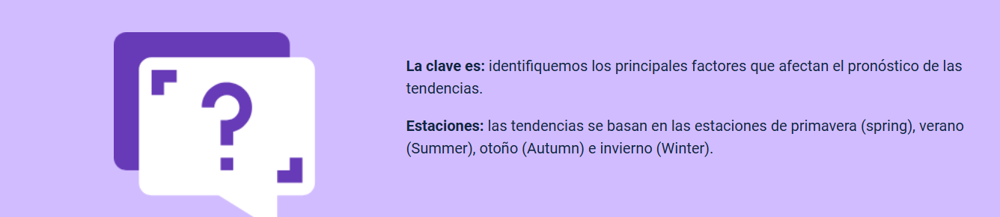 La clave es: identifiquemos los principales factores que afectan el pronóstico de las
tendencias.
Estaciones: las tendencias se basan en las estaciones de primavera (spring), verano
(Summer), otoño (Autumn) e invierno (Winter).